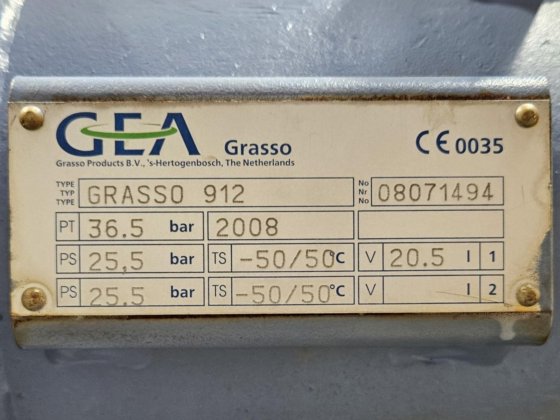 GEA Grasso CE 0035
Grasso Products B.V., 's-Hertogenbosch, The Netherlands
TYPE TYP TYPE GRASSO 912 No Nr No 08071494
PT 36.5 bar 2008
PS 25,5 bar TS -50/50°C V 20.5 l 1
PS 25.5 bar TS -50/50°C V l 2